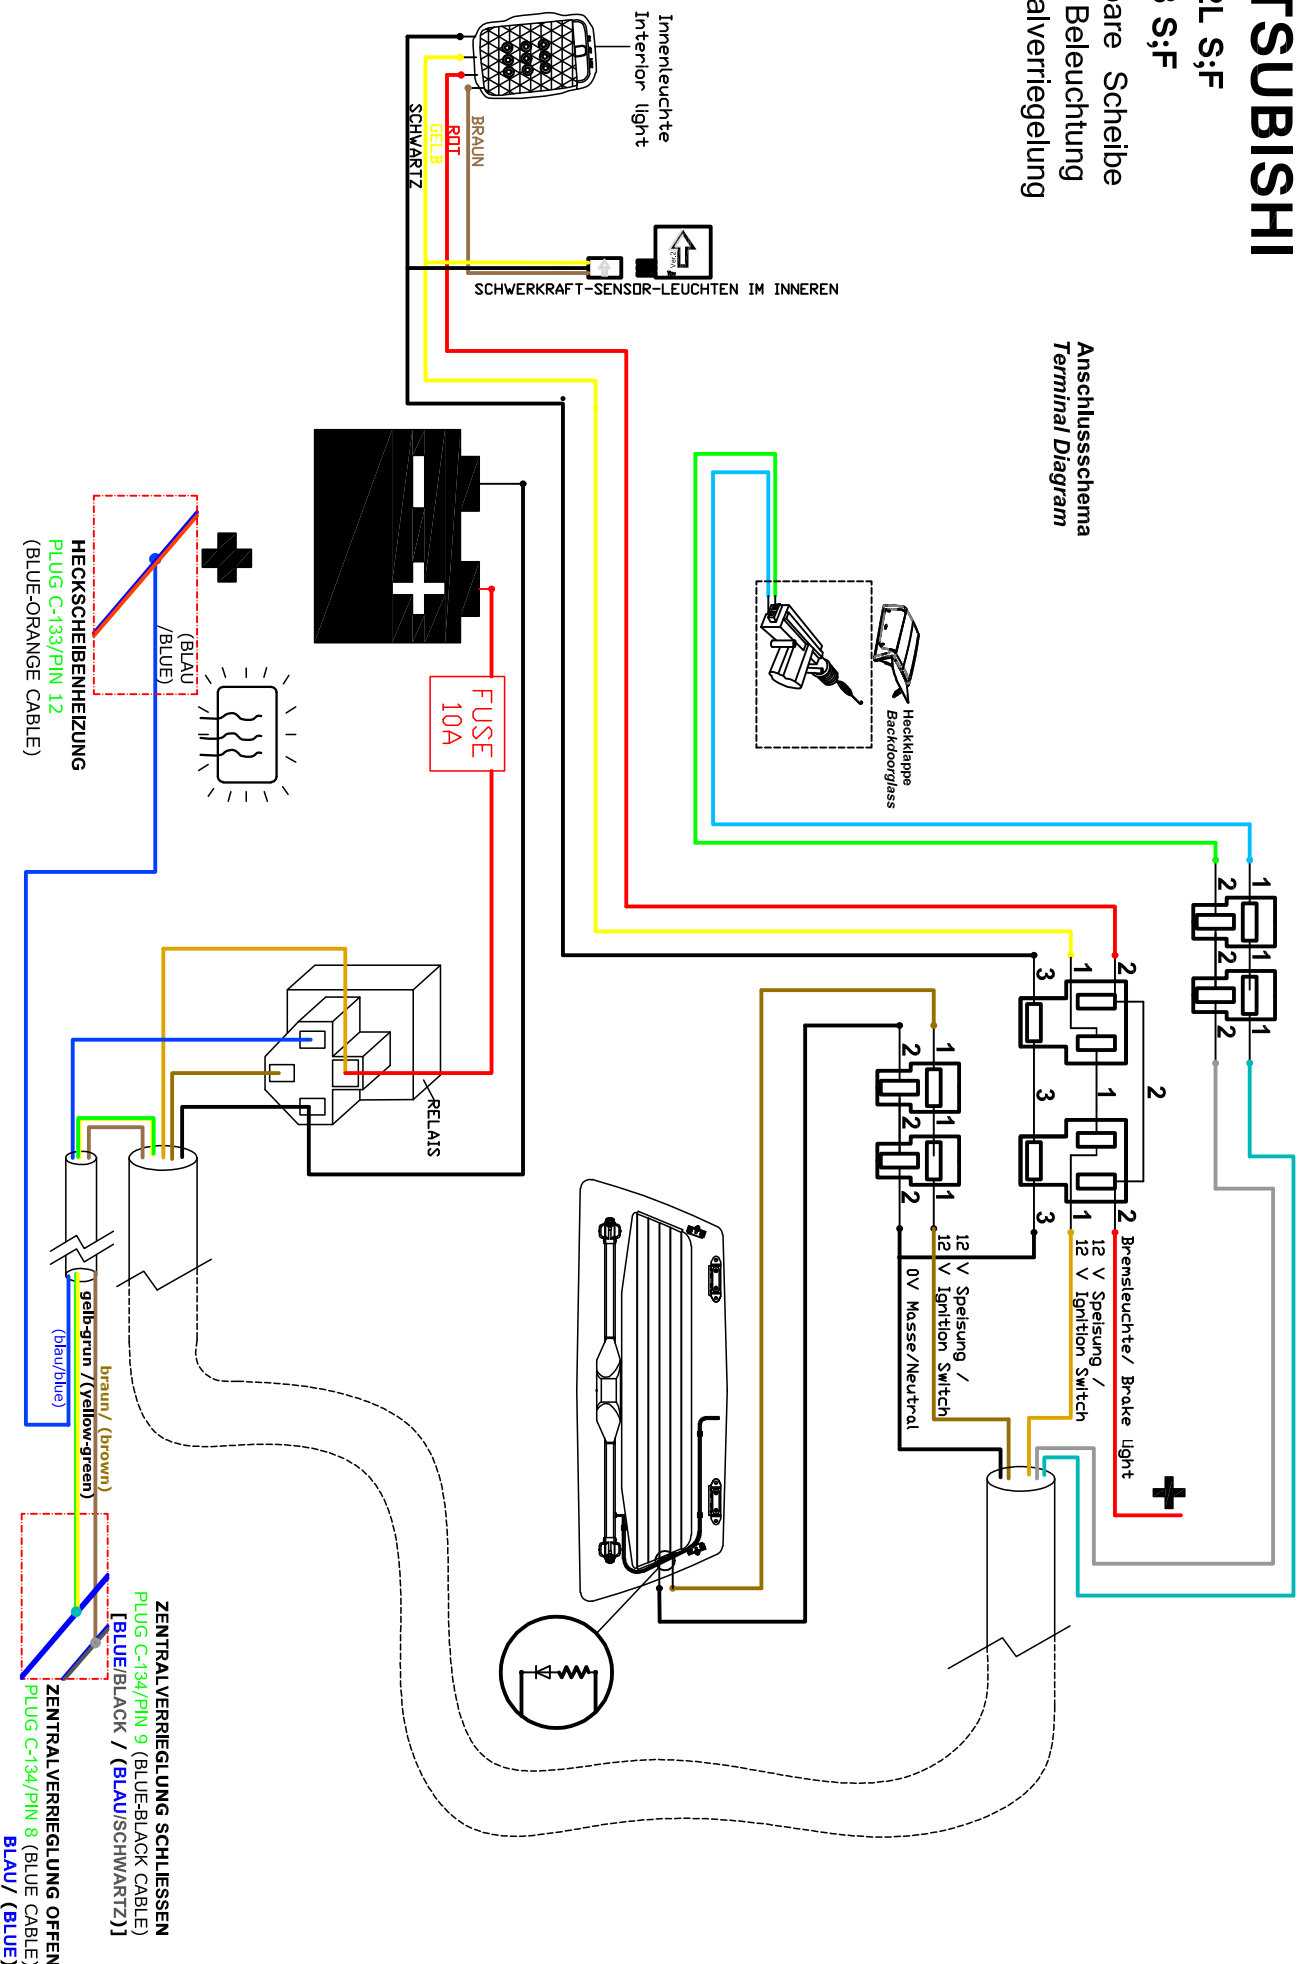 TSUBISHI
2L S;F
B S;F
bare Scheibe
Beleuchtung
alverriegelung
Anschlussschema
Terminal Diagram
Innenleuchte
Interior light
BRAUN
ROT
GELB
SCHWARTZ
SCHWERKRAFT-SENSOR-LEUCHTEN IM INNEREN
Heckklappe
Backdoorglass
FUSE
10A
(BLAU
/BLUE)
HECKSCHEIBENHEIZUNG
PLUG C-133/PIN 12
(BLUE-ORANGE CABLE)
RELAIS
1
2
1
2
1
2
2
1
3
2
1
3
2
1
3
1
2
1
2
1
2
Bremsleuchte/ Brake light
12 V Speisung /
12 V Ignition Switch
12 V Speisung /
12 V Ignition Switch
0V Masse/Neutral
braun/ (brown)
gelb-grun /(yellow-green)
(blau/blue)
ZENTRALVERRIEGLUNG SCHLIESSEN
PLUG C-134/PIN 9 (BLUE-BLACK CABLE)
[BLUE/BLACK / (BLAU/SCHWARTZ)]
ZENTRALVERRIEGLUNG OFFEN
PLUG C-134/PIN 8 (BLUE CABLE)
BLAU/ (BLUE)